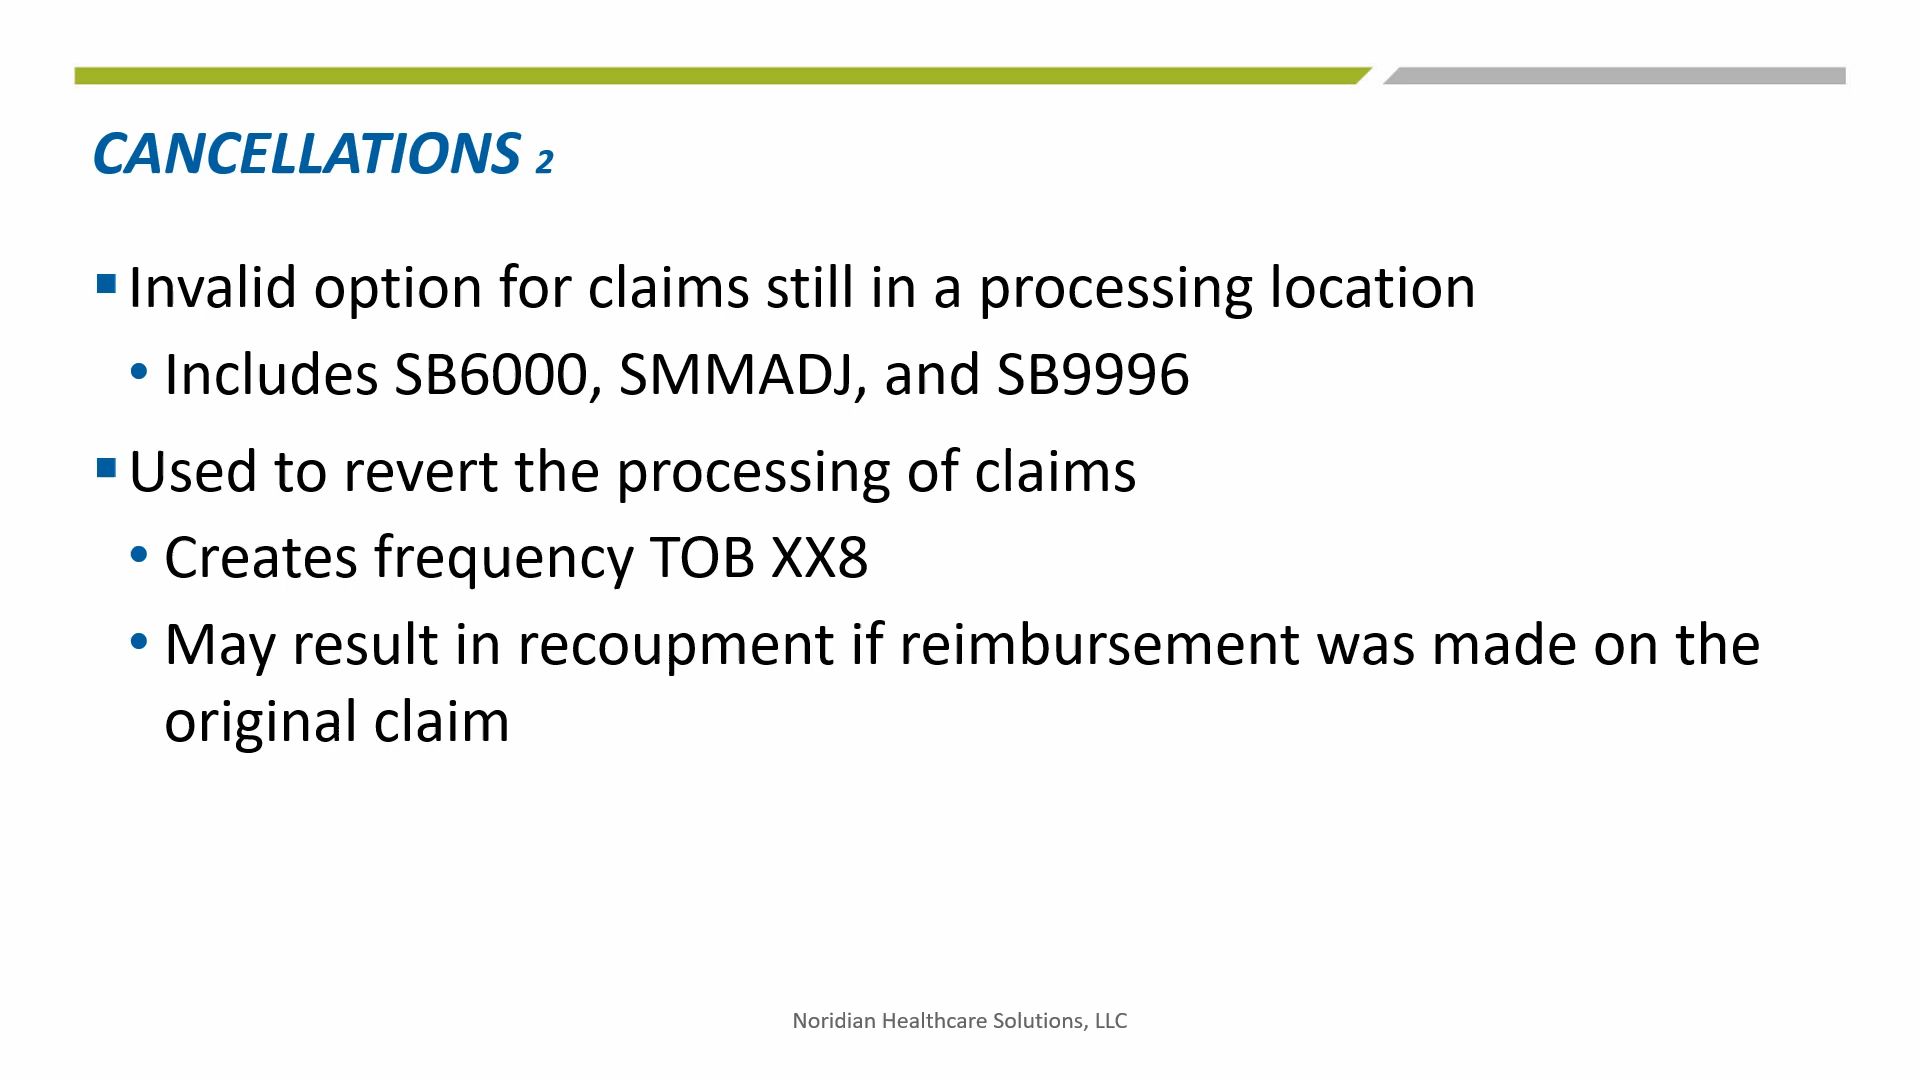 CANCELLATIONS 2
▪ Invalid option for claims still in a processing location
• Includes SB6000, SMMADJ, and SB9996
▪ Used to revert the processing of claims
• Creates frequency TOB XX8
• May result in recoupment if reimbursement was made on the
original claim
Noridian Healthcare Solutions, LLC